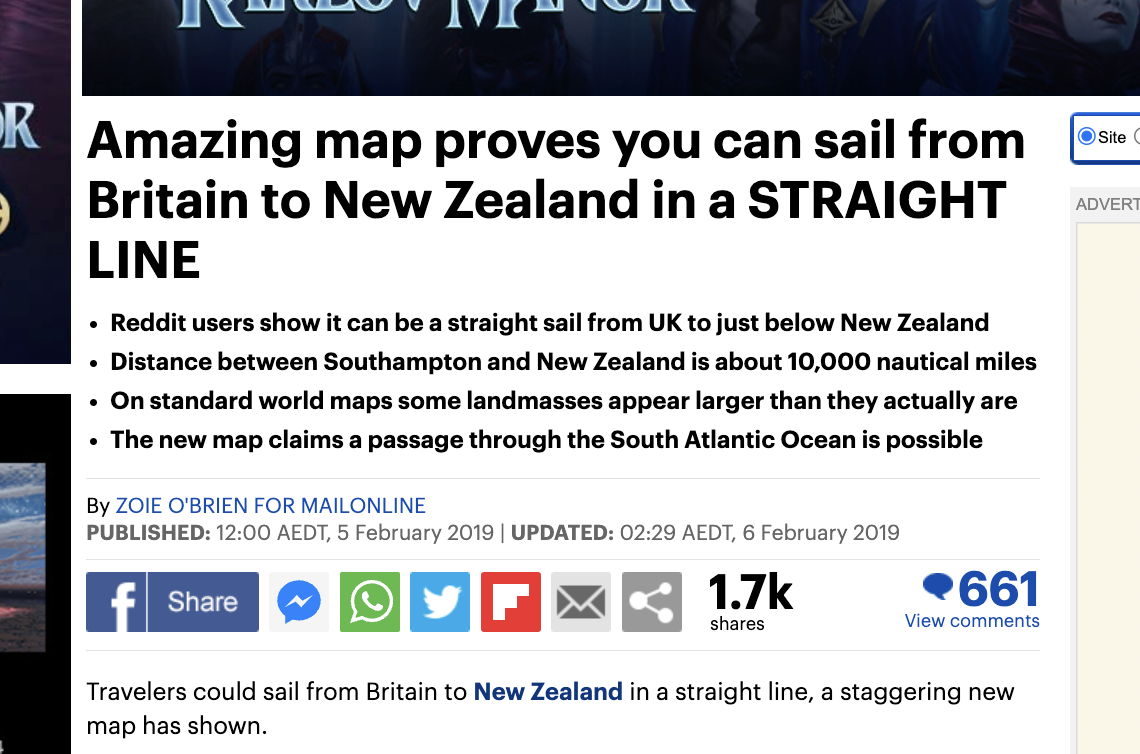 KARLOV MANOR
OR
Amazing map proves you can sail from
Britain to New Zealand in a STRAIGHT
LINE
• Reddit users show it can be a straight sail from UK to just below New Zealand
• Distance between Southampton and New Zealand is about 10,000 nautical miles
• On standard world maps some landmasses appear larger than they actually are
• The new map claims a passage through the South Atlantic Ocean is possible
By ZOIE O'BRIEN FOR MAILONLINE
PUBLISHED: 12:00 AEDT, 5 February 2019 | UPDATED: 02:29 AEDT, 6 February 2019
f Share
1.7k
shares
661
View comments
Travelers could sail from Britain to New Zealand in a straight line, a staggering new
map has shown.
Site
ADVERT